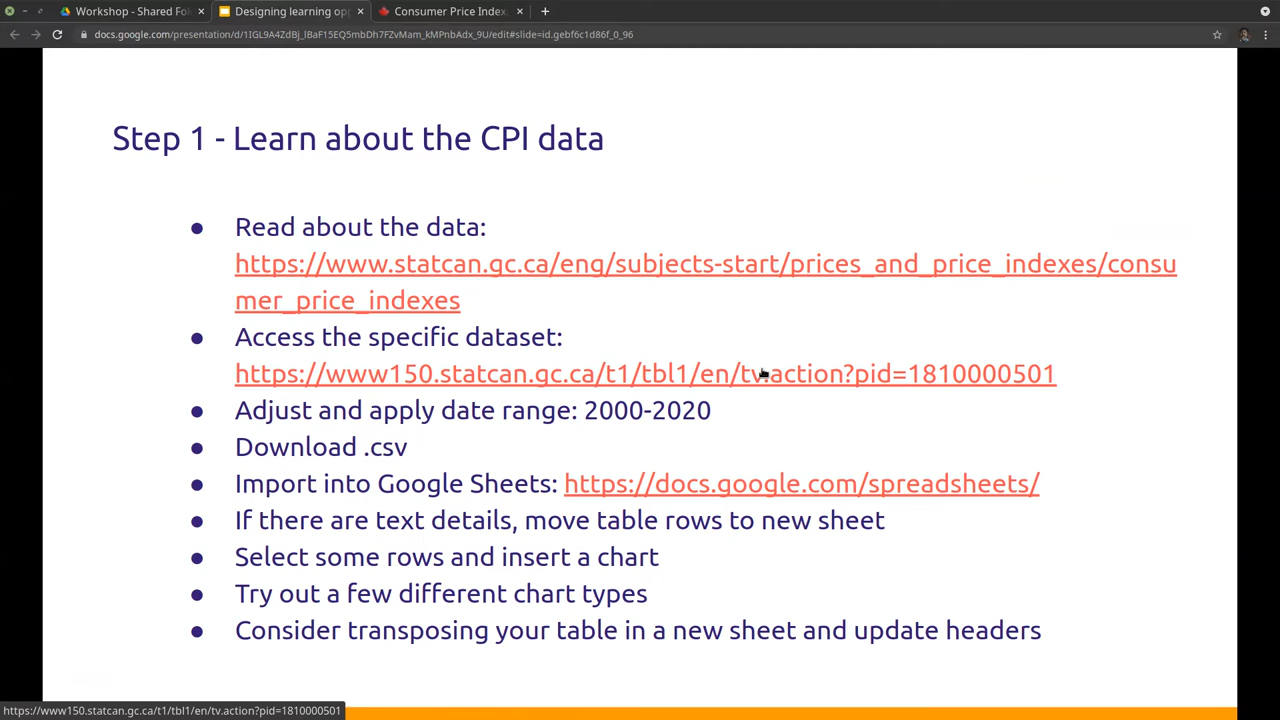 Workshop - Shared Fol
Designing learning opp
Consumer Price Index
docs.google.com/presentation/d/1IGL9A4ZdBj_lBaF15EQ5mbDh7FZvMam_kMPnbAdx_9U/edit#slide=id.gebf6c1d86f_0_96
Step 1 - Learn about the CPI data
● Read about the data:
https://www.statcan.gc.ca/eng/subjects-start/prices_and_price_indexes/consu
mer_price_indexes
● Access the specific dataset:
https://www150.statcan.gc.ca/t1/tbl1/en/tv.action?pid=1810000501
● Adjust and apply date range: 2000-2020
● Download .csv
● Import into Google Sheets: https://docs.google.com/spreadsheets/
● If there are text details, move table rows to new sheet
● Select some rows and insert a chart
● Try out a few different chart types
● Consider transposing your table in a new sheet and update headers
https://www150.statcan.gc.ca/t1/tbl1/en/tv.action?pid=1810000501